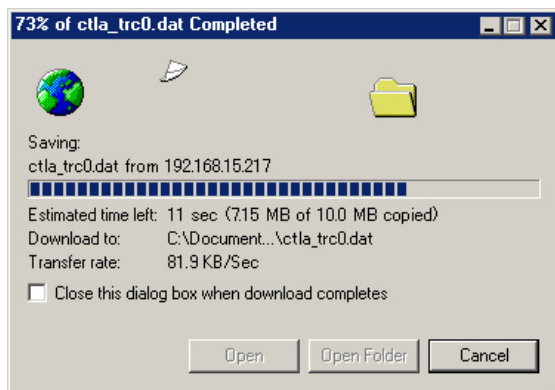 73% of ctla_trc0.dat Completed
Saving:
ctla_trc0.dat from 192.168.15.217
Estimated time left: 11 sec (7.15 MB of 10.0 MB copied)
Download to: C:\Document...\ctla_trc0.dat
Transfer rate: 81.9 KB/Sec
Close this dialog box when download completes
Open Open Folder Cancel